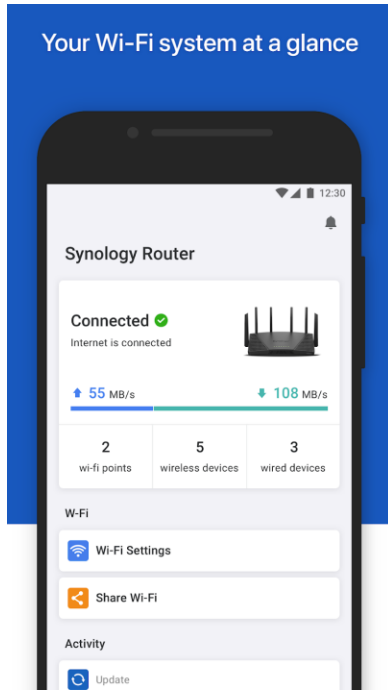 Your Wi-Fi system at a glance
12:30
Synology Router
Connected
Internet is connected
55 MB/s 108 MB/s
2 5 3
wi-fi points wireless devices wired devices
W-Fi
Wi-Fi Settings
Share Wi-Fi
Activity
Update